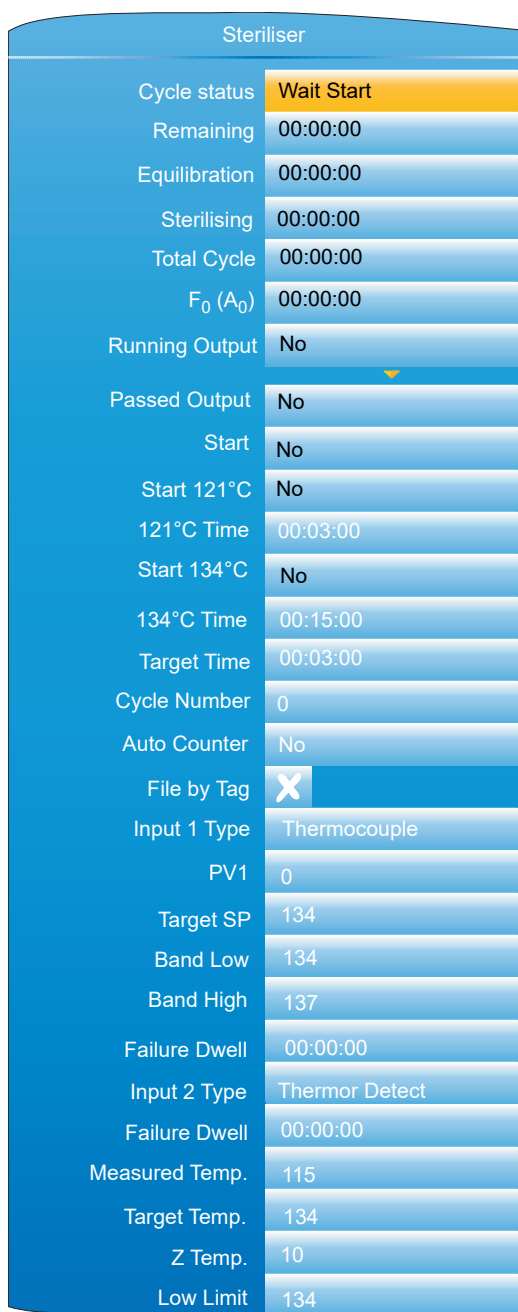 Steriliser
Cycle status Wait Start
Remaining 00:00:00
Equilibration 00:00:00
Sterilising 00:00:00
Total Cycle 00:00:00
F0 (A0) 00:00:00
Running Output No
Passed Output No
Start No
Start 121°C No
121°C Time 00:03:00
Start 134°C No
134°C Time 00:15:00
Target Time 00:03:00
Cycle Number 0
Auto Counter No
File by Tag
Input 1 Type Thermocouple
PV1 0
Target SP 134
Band Low 134
Band High 137
Failure Dwell 00:00:00
Input 2 Type Thermor Detect
Failure Dwell 00:00:00
Measured Temp. 115
Target Temp. 134
Z Temp. 10
Low Limit 134